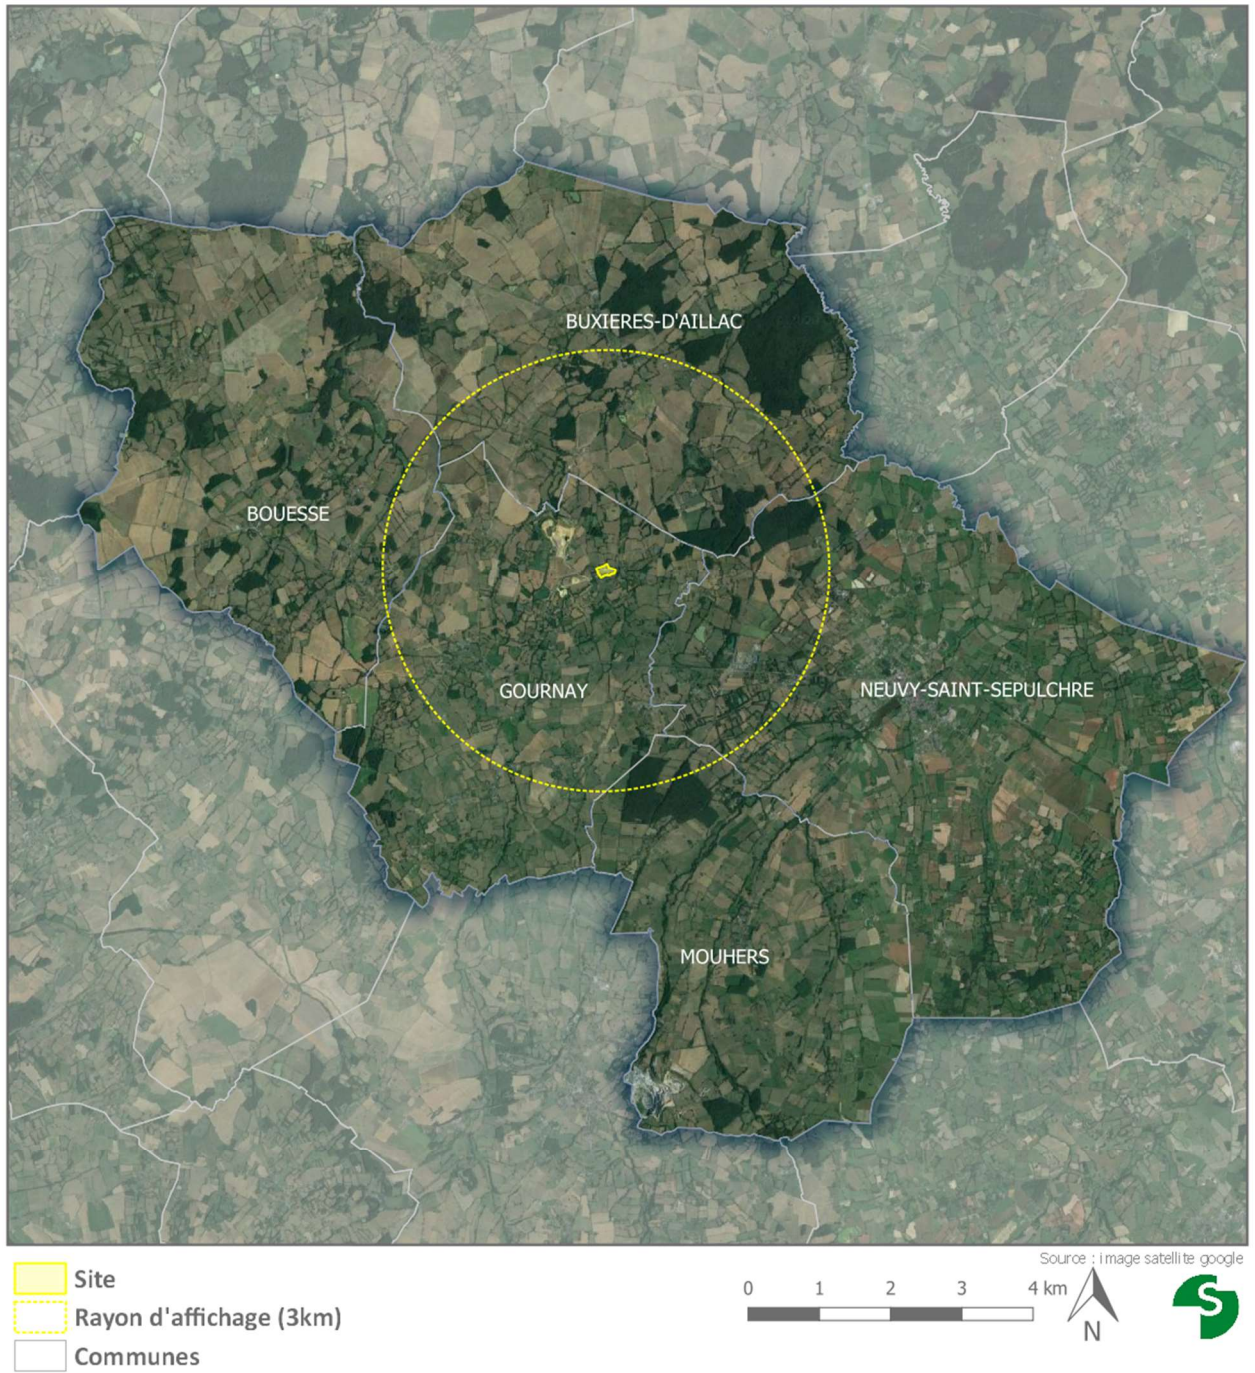 BUXIERES-D'AILLAC
BOUESSE
GOURNAY
NEUVY-SAINT-SEPULCHRE
MOUHERS
Source : image satellite google
Site
Rayon d'affichage (3km)
Communes
0 1 2 3 4 km
N
S